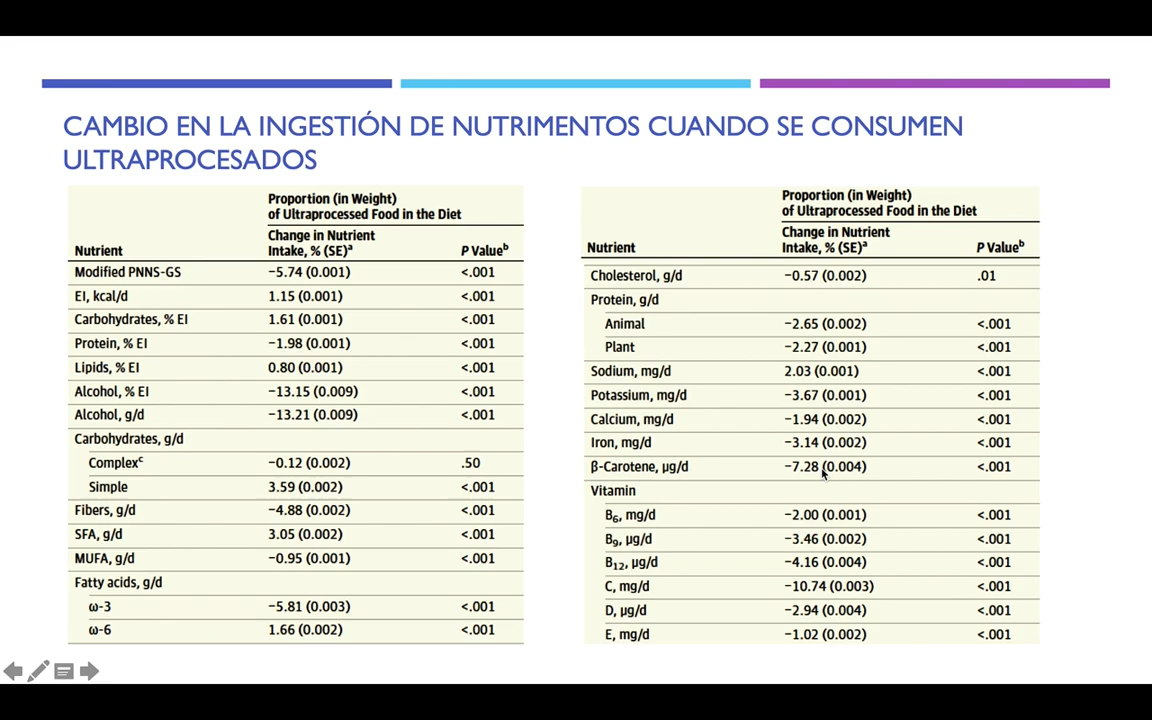 CAMBIO EN LA INGESTIÓN DE NUTRIMENTOS CUANDO SE CONSUMEN
ULTRAPROCESADOS
Proportion (in Weight)
of Ultraprocessed Food in the Diet
Change in Nutrient
Nutrient Intake, % (SE)ᵃ P Valueᵇ
Modified PNNS-GS −5.74 (0.001) <.001
EI, kcal/d 1.15 (0.001) <.001
Carbohydrates, % EI 1.61 (0.001) <.001
Protein, % EI −1.98 (0.001) <.001
Lipids, % EI 0.80 (0.001) <.001
Alcohol, % EI −13.15 (0.009) <.001
Alcohol, g/d −13.21 (0.009) <.001
Carbohydrates, g/d
Complexᶜ −0.12 (0.002) .50
Simple 3.59 (0.002) <.001
Fibers, g/d −4.88 (0.002) <.001
SFA, g/d 3.05 (0.002) <.001
MUFA, g/d −0.95 (0.001) <.001
Fatty acids, g/d
ω-3 −5.81 (0.003) <.001
ω-6 1.66 (0.002) <.001
Proportion (in Weight)
of Ultraprocessed Food in the Diet
Change in Nutrient
Nutrient Intake, % (SE)ᵃ P Valueᵇ
Cholesterol, g/d −0.57 (0.002) .01
Protein, g/d
Animal −2.65 (0.002) <.001
Plant −2.27 (0.001) <.001
Sodium, mg/d 2.03 (0.001) <.001
Potassium, mg/d −3.67 (0.001) <.001
Calcium, mg/d −1.94 (0.002) <.001
Iron, mg/d −3.14 (0.002) <.001
β-Carotene, µg/d −7.28 (0.004) <.001
Vitamin
B₆, mg/d −2.00 (0.001) <.001
B₉, µg/d −3.46 (0.002) <.001
B₁₂, µg/d −4.16 (0.004) <.001
C, mg/d −10.74 (0.003) <.001
D, µg/d −2.94 (0.004) <.001
E, mg/d −1.02 (0.002) <.001